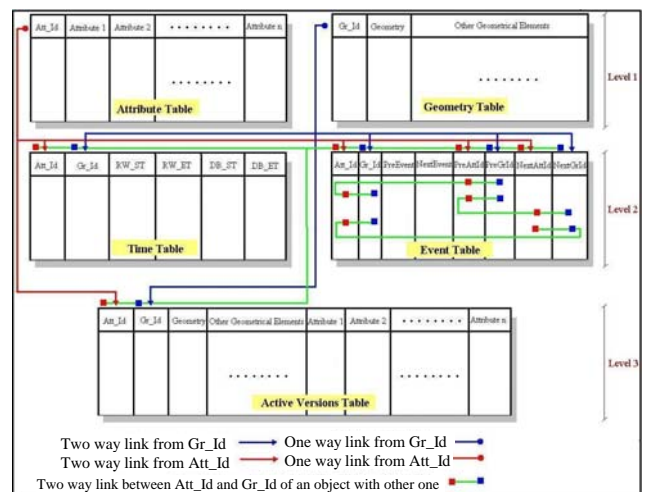 Att_Id Attribute 1 Attribute 2 ........ Attribute n
........
Attribute Table
Gr_Id Geometry Other Geometrical Elements
........
Geometry Table
Level 1
Att_Id Gr_Id RW_ST RW_ET DB_ST DB_ET
Time Table
Att_Id Gr_Id PreEvent NextEvent PreAttId PreGrId NextAttId NextGrId
Event Table
Level 2
Att_Id Gr_Id Geometry Other Geometrical Elements Attribute 1 Attribute 2 ........ Attribute n
........ ........
Active Versions Table
Level 3
Two way link from Gr_Id One way link from Gr_Id
Two way link from Att_Id One way link from Att_Id
Two way link between Att_Id and Gr_Id of an object with other one